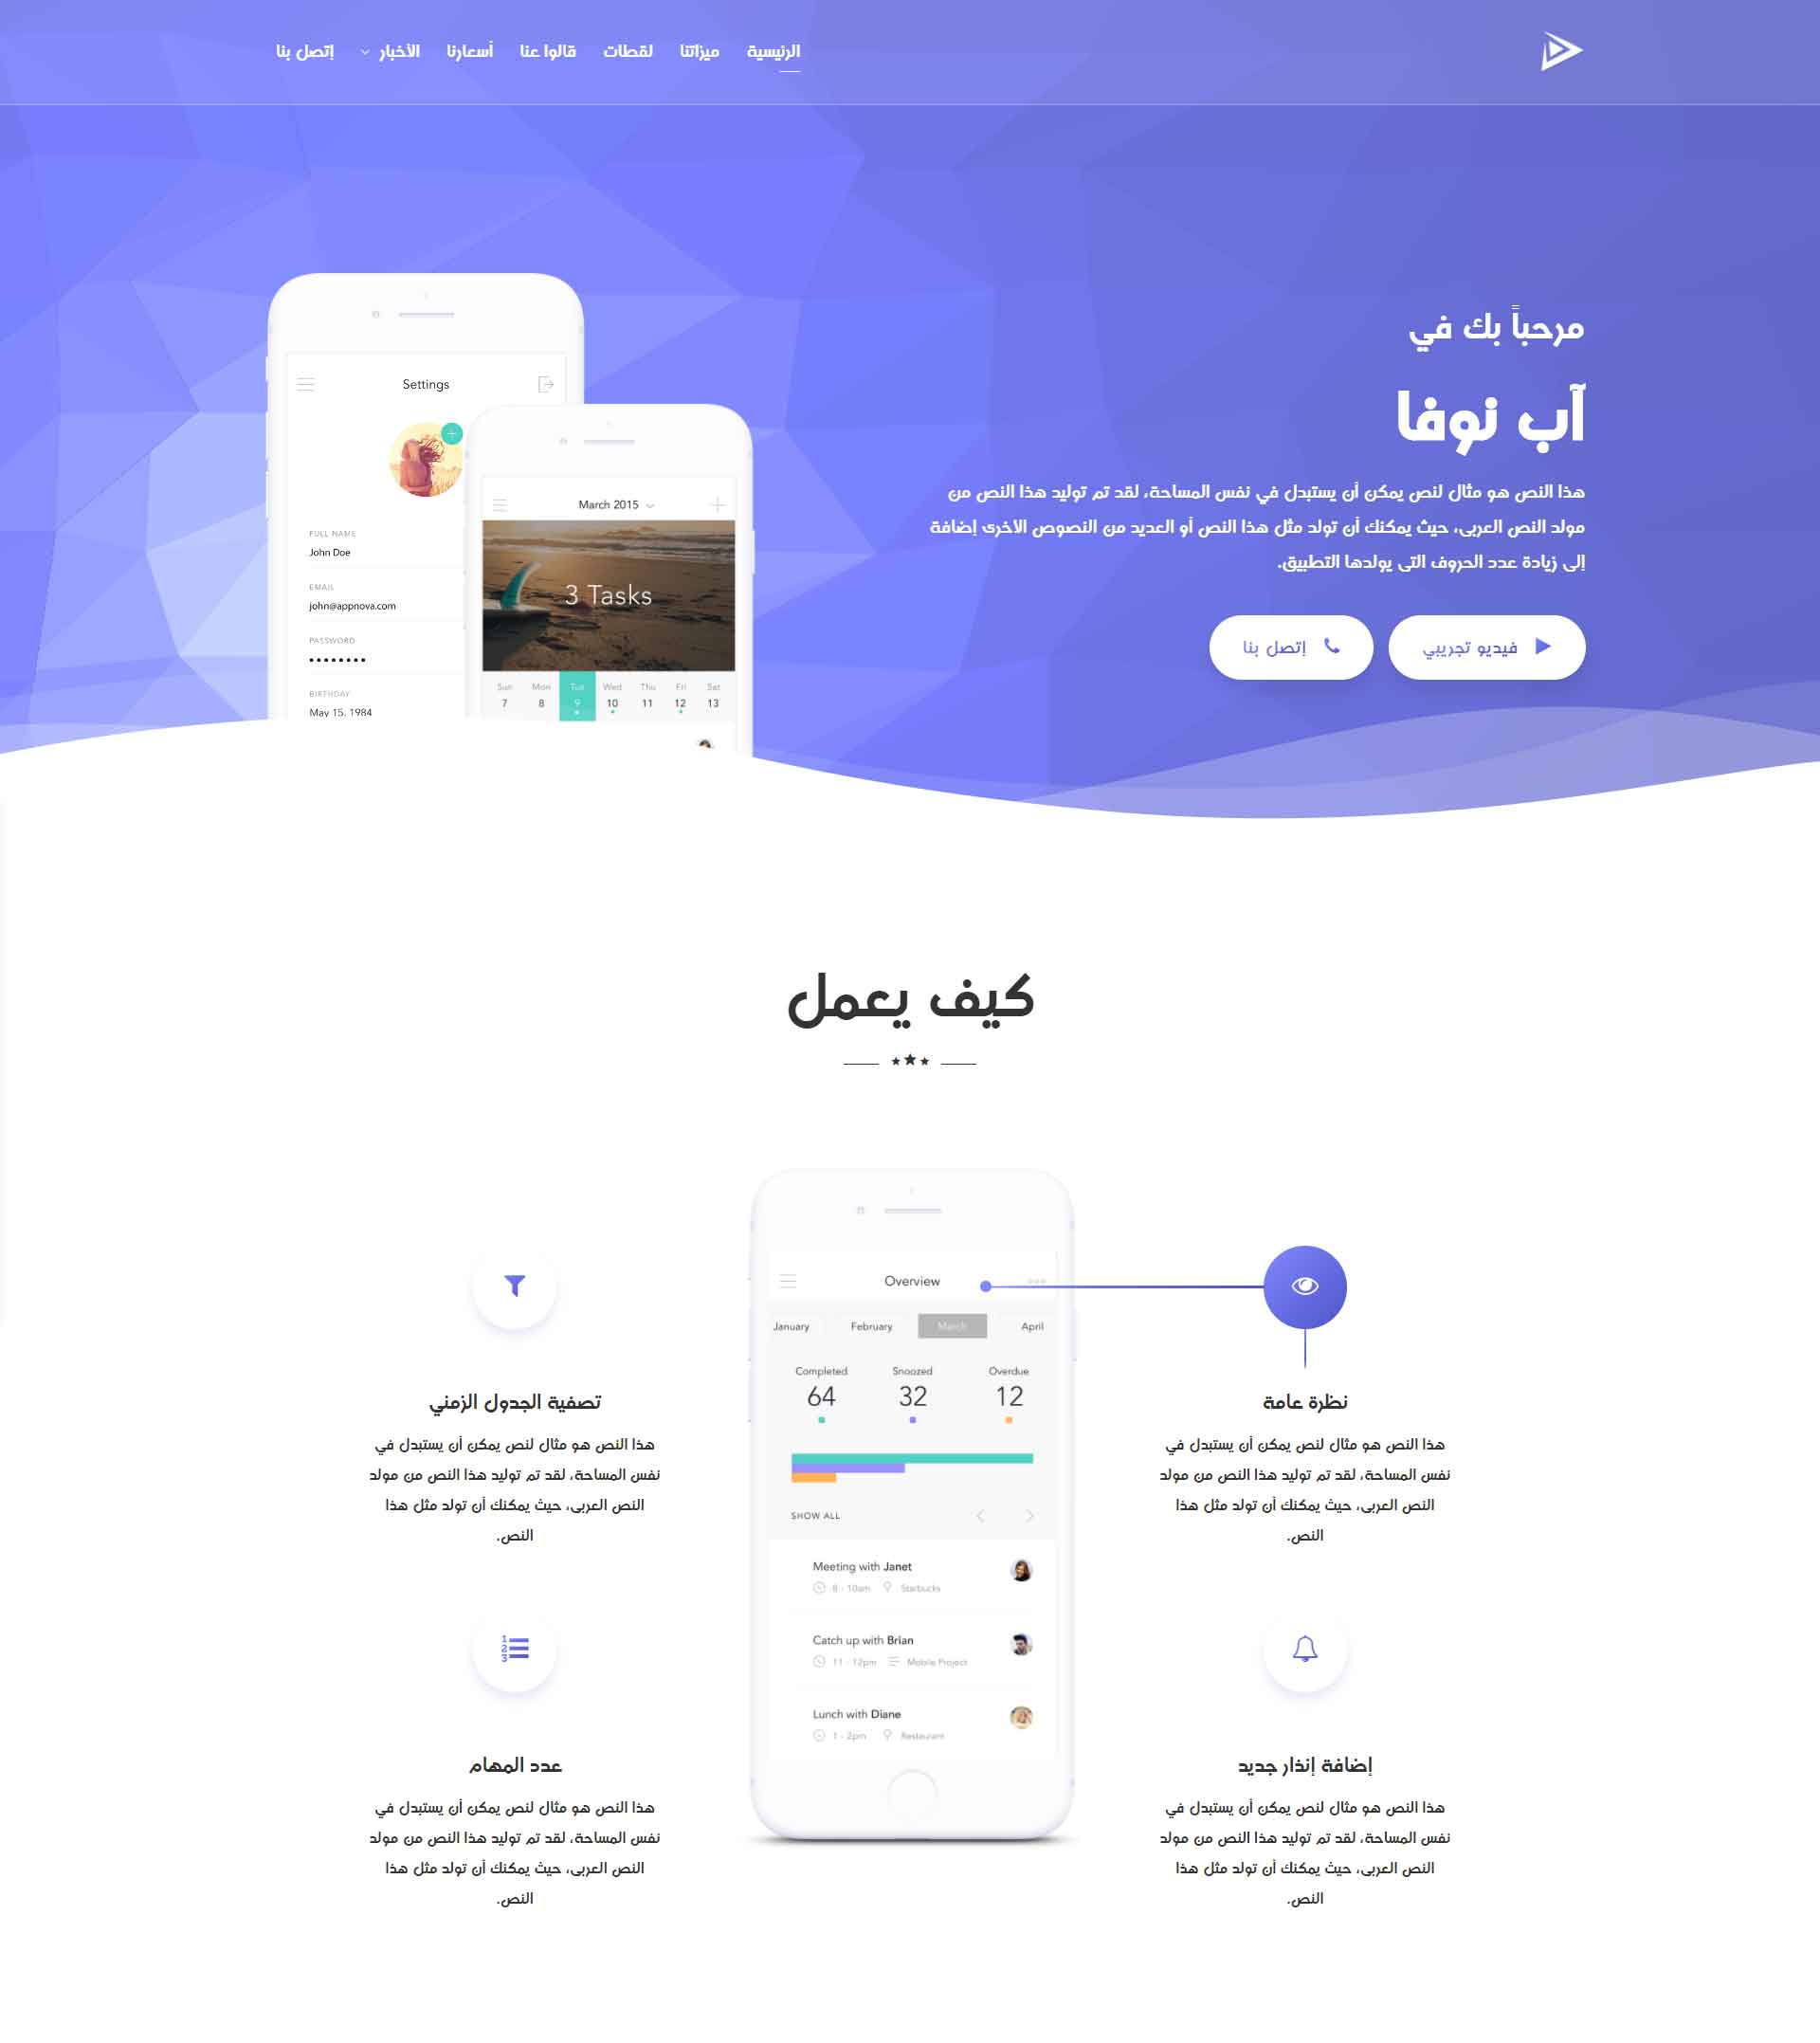 الرئيسية
ميزاتنا
لقطات
قالوا عنا
أسعارنا
الأخبار
إتصل بنا
مرحباً بك في
آب نوفا
هذا النص هو مثال لنص يمكن أن يستبدل في نفس المساحة، لقد تم توليد هذا النص من
مولد النص العربى، حيث يمكنك أن تولد مثل هذا النص أو العديد من النصوص الأخرى إضافة
إلى زيادة عدد الحروف التى يولدها التطبيق.
فيديو تجريبي
إتصل بنا
Settings
FULL NAME
John Doe
EMAIL
john@appnova.com
PASSWORD
••••••••
BIRTHDAY
May 15, 1984
March 2015
3 Tasks
Sun Mon Tue Wed Thu Fri Sat
7 8 9 10 11 12 13
كيف يعمل
نظرة عامة
هذا النص هو مثال لنص يمكن أن يستبدل في
نفس المساحة، لقد تم توليد هذا النص من مولد
النص العربى، حيث يمكنك أن تولد مثل هذا
النص.
إضافة إنذار جديد
هذا النص هو مثال لنص يمكن أن يستبدل في
نفس المساحة، لقد تم توليد هذا النص من مولد
النص العربى، حيث يمكنك أن تولد مثل هذا
النص.
Overview
January February March April
Completed Snoozed Overdue
64 32 12
SHOW ALL
Meeting with Janet
8 - 10am Starbucks
Catch up with Brian
11 - 12pm Mobile Project
Lunch with Diane
1 - 2pm Restaurant
تصفية الجدول الزمني
هذا النص هو مثال لنص يمكن أن يستبدل في
نفس المساحة، لقد تم توليد هذا النص من مولد
النص العربى، حيث يمكنك أن تولد مثل هذا
النص.
عدد المهام
هذا النص هو مثال لنص يمكن أن يستبدل في
نفس المساحة، لقد تم توليد هذا النص من مولد
النص العربى، حيث يمكنك أن تولد مثل هذا
النص.